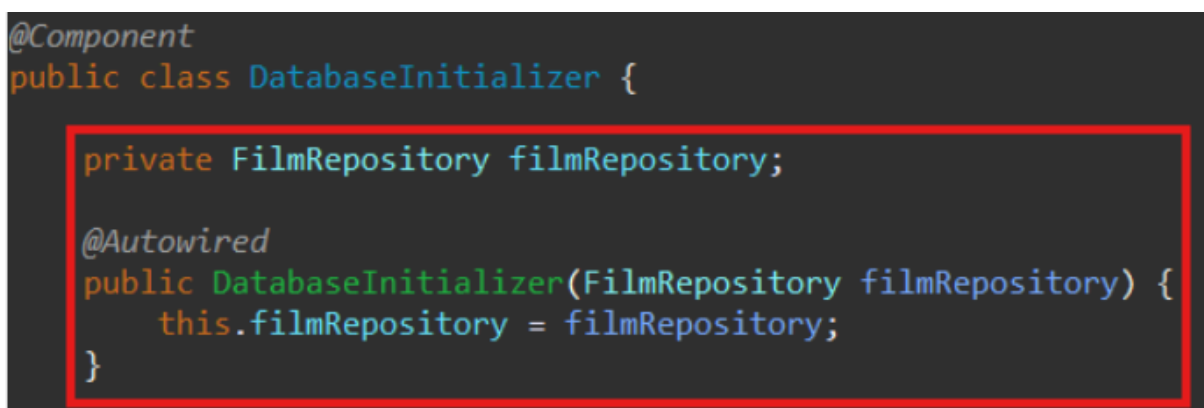 @Component
public class DatabaseInitializer {
private FilmRepository filmRepository;
@Autowired
public DatabaseInitializer(FilmRepository filmRepository) {
this.filmRepository = filmRepository;
}